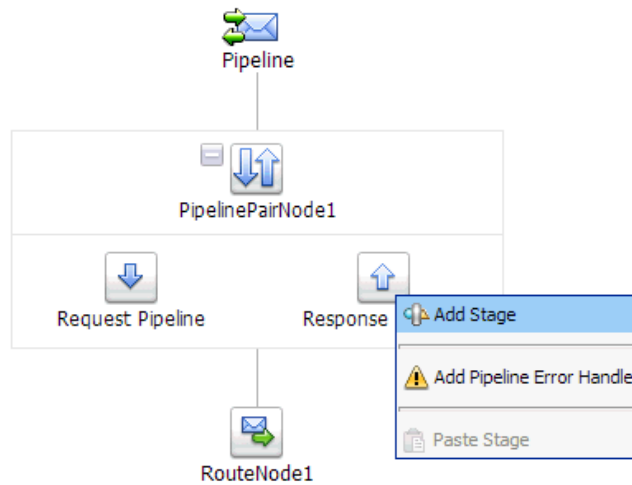 Pipeline
PipelinePairNode1
Request Pipeline
Response
Add Stage
Add Pipeline Error Handle
Paste Stage
RouteNode1